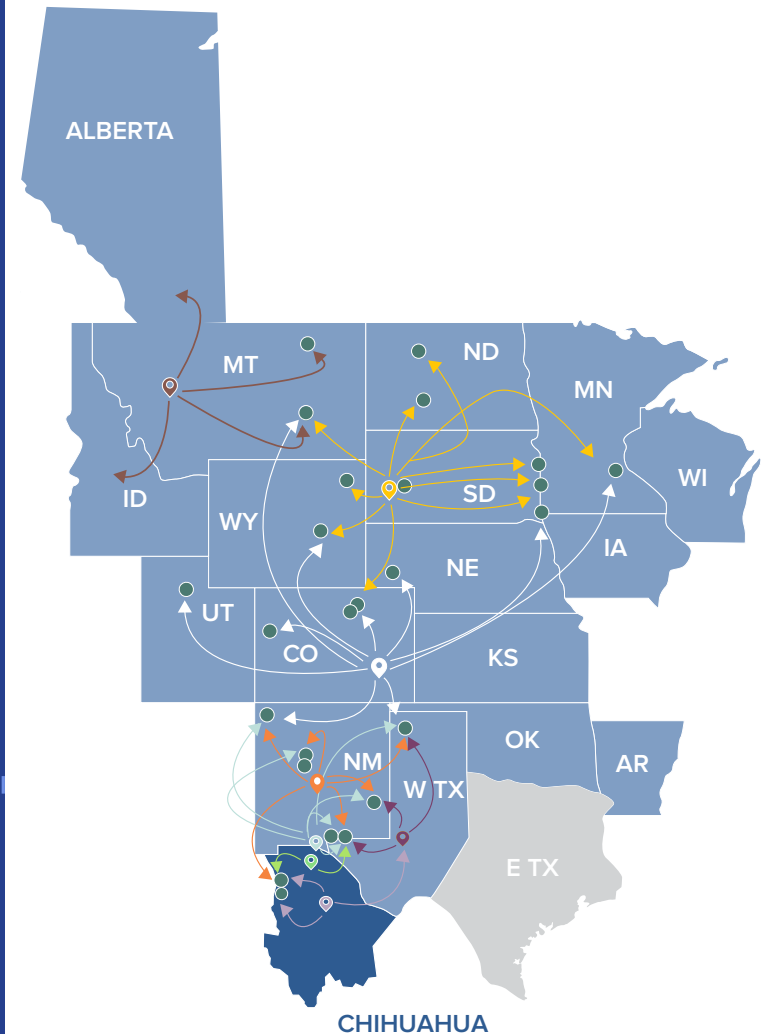 ALBERTA
MT
ND
MN
ID
WY
SD
WI
IA
NE
UT
CO
KS
NM
OK
W TX
AR
E TX
CHIHUAHUA